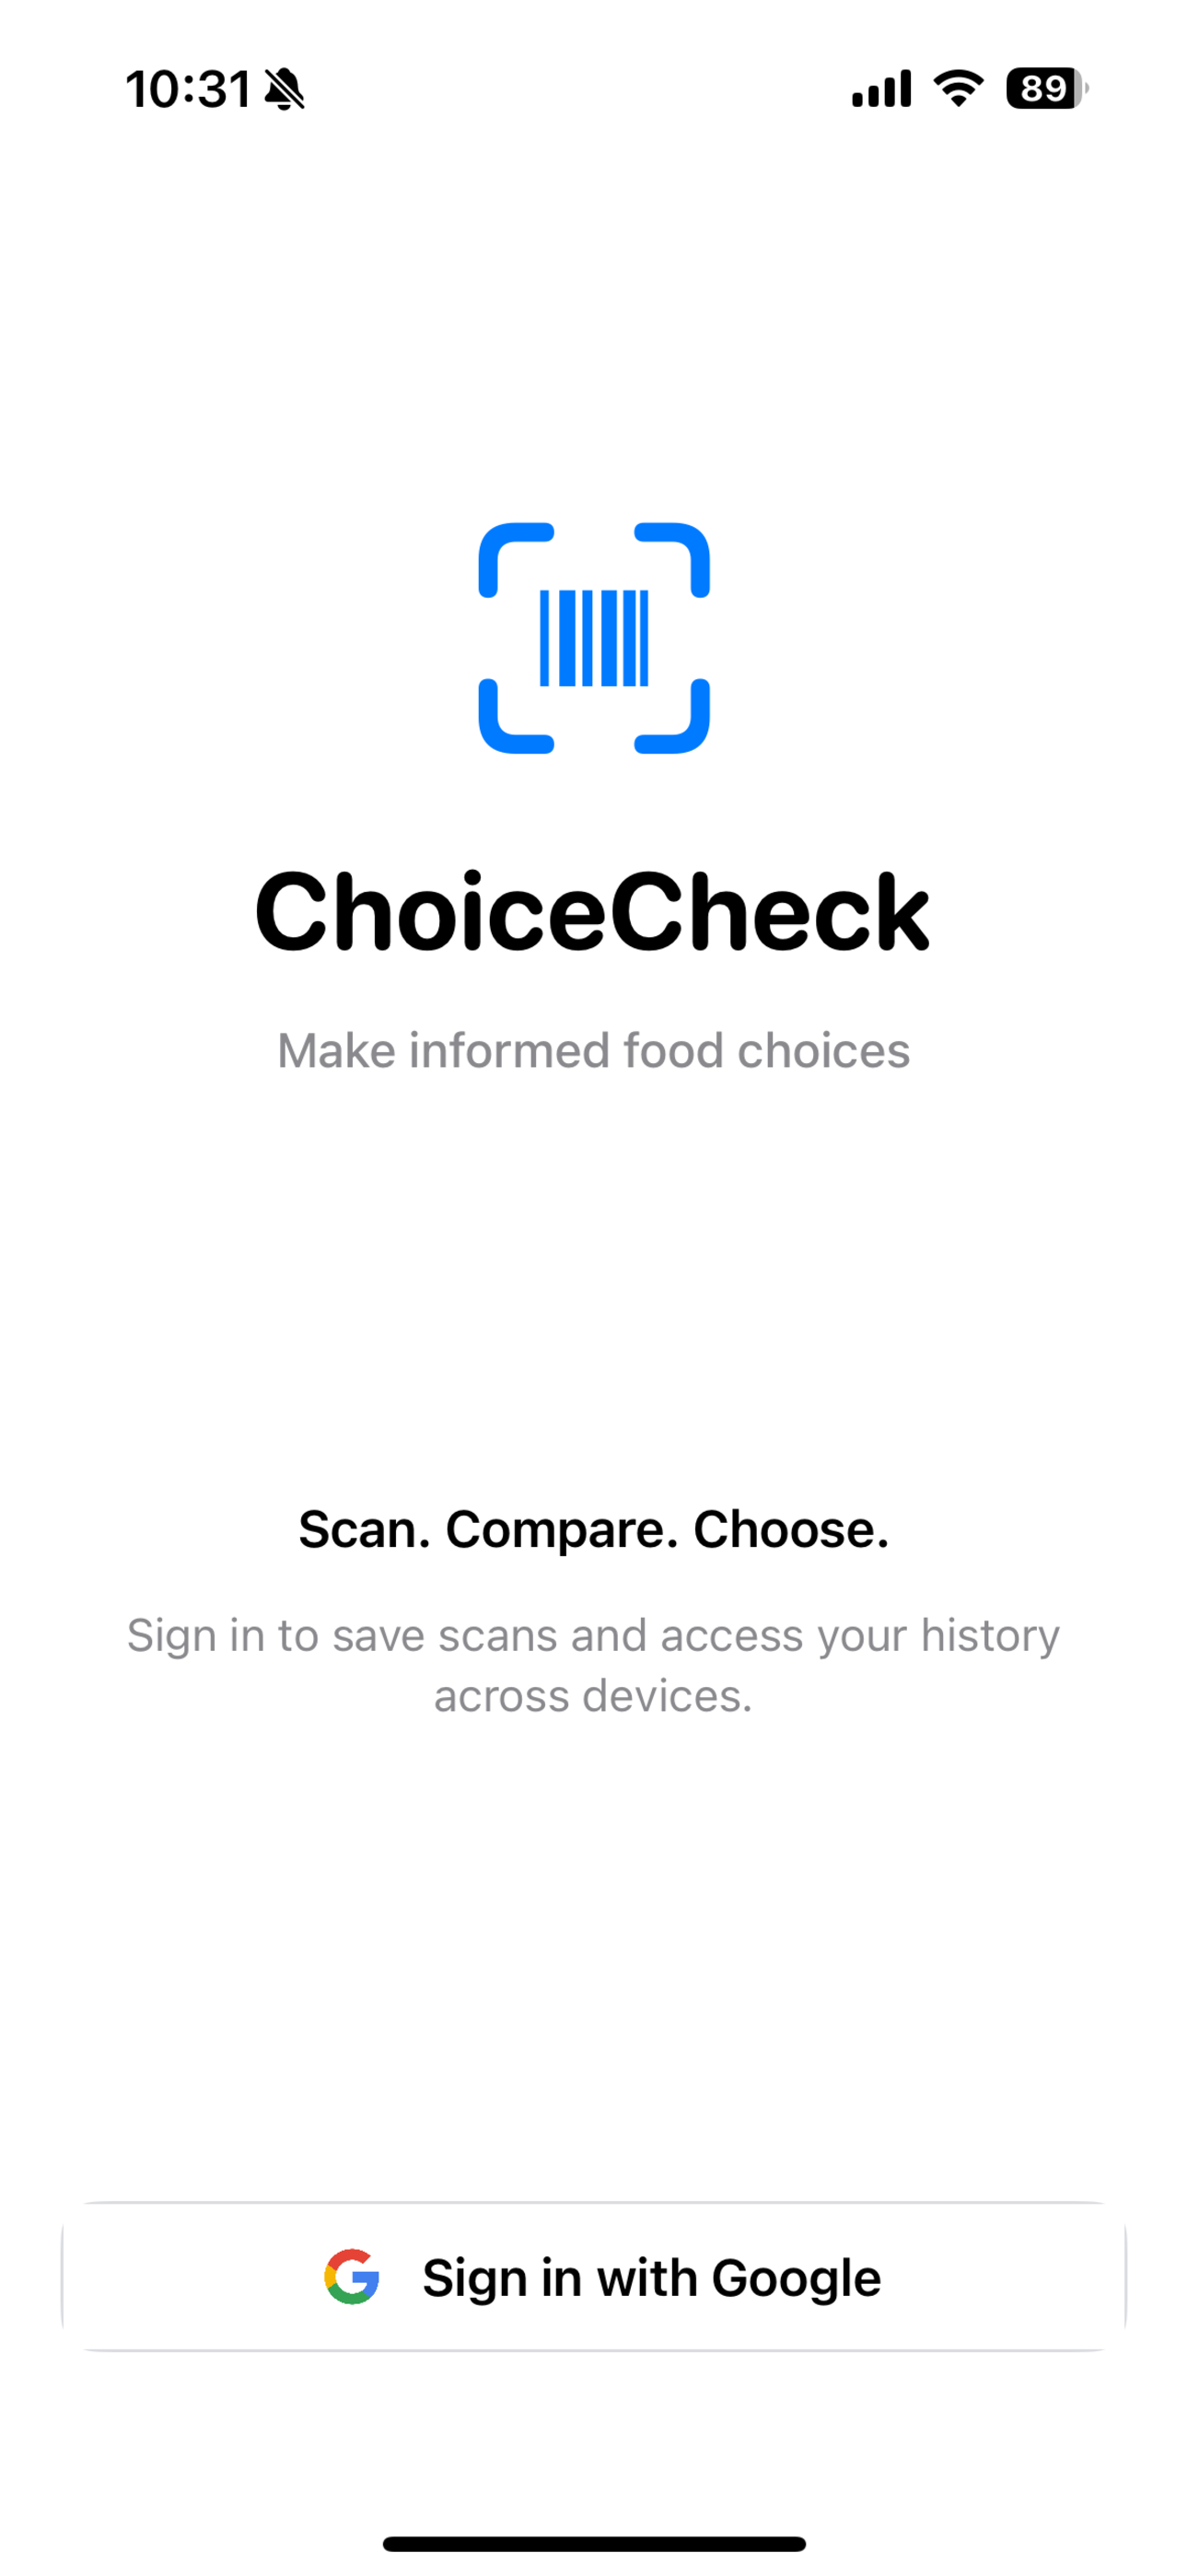 10:31
89
ChoiceCheck
Make informed food choices
Scan. Compare. Choose.
Sign in to save scans and access your history
across devices.
Sign in with Google